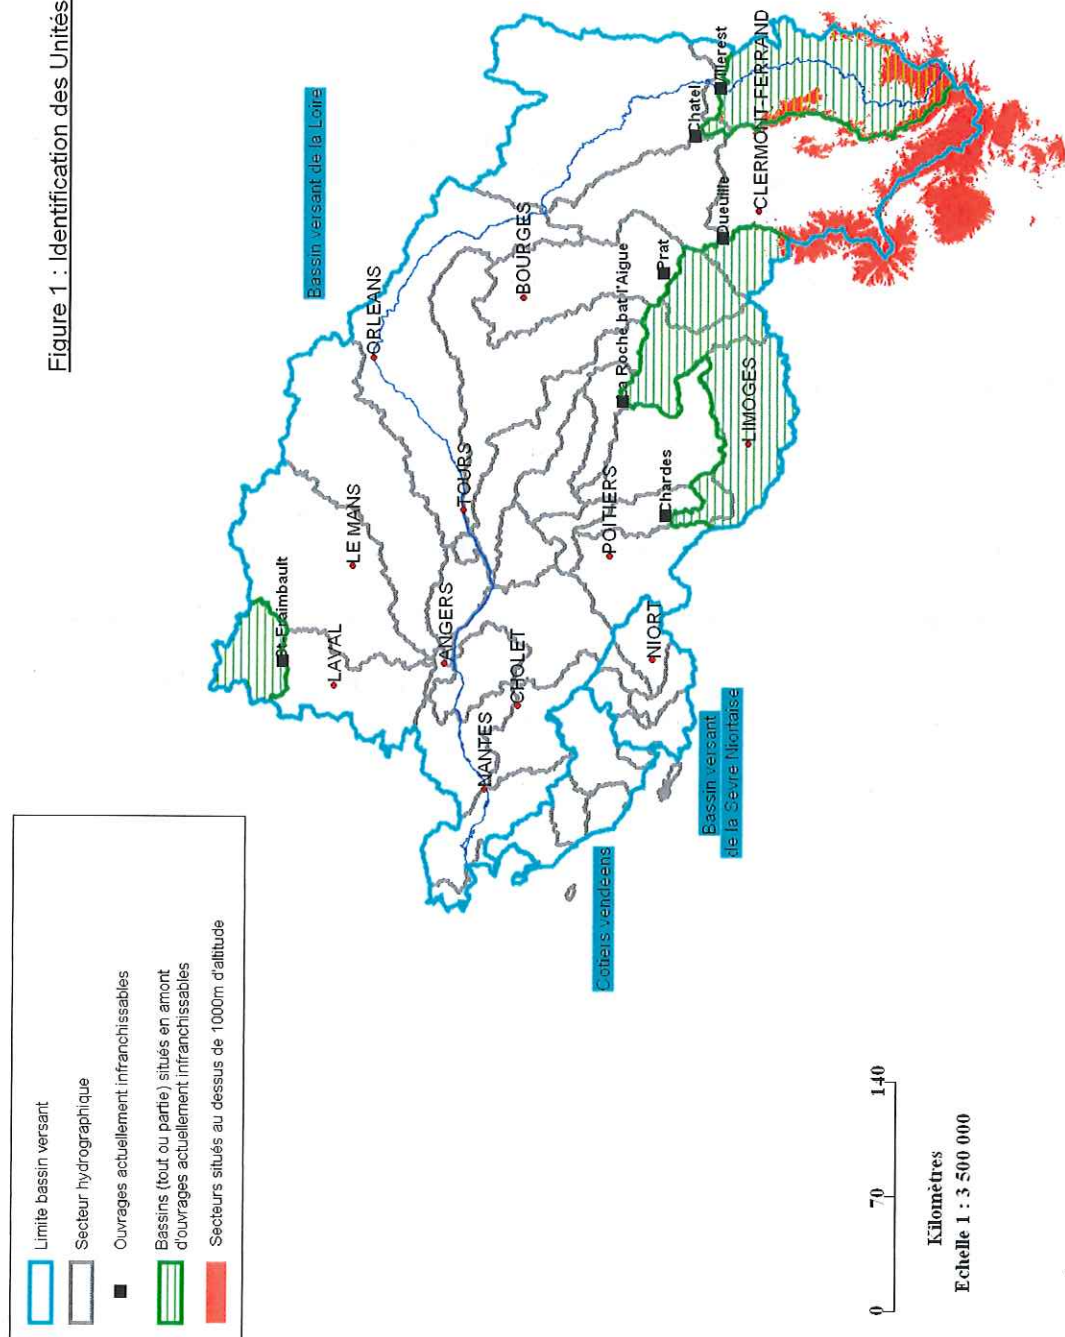 Figure 1 : Identification des Unités
Limite bassin versant
Secteur hydrographique
Ouvrages actuellement infranchissables
Bassins (tout ou partie) situés en amont
d'ouvrages actuellement infranchissables
Secteurs situés au dessus de 1000m d'altitude
Bassin versant de la Loire
St-Fraimbault
LAVAL
LE MANS
ORLEANS
ANGERS
TOURS
NANTES
CHOLET
BOURGES
POITIERS
NIORT
Chardes
La Roche bat l'Aigue
Prat
LIMOGES
Queuille
Chatel
Villerest
CLERMONT-FERRAND
Cotiers vendéens
Bassin versant
de la Sèvre Niortaise
0 70 140
Kilomètres
Echelle 1 : 3 500 000